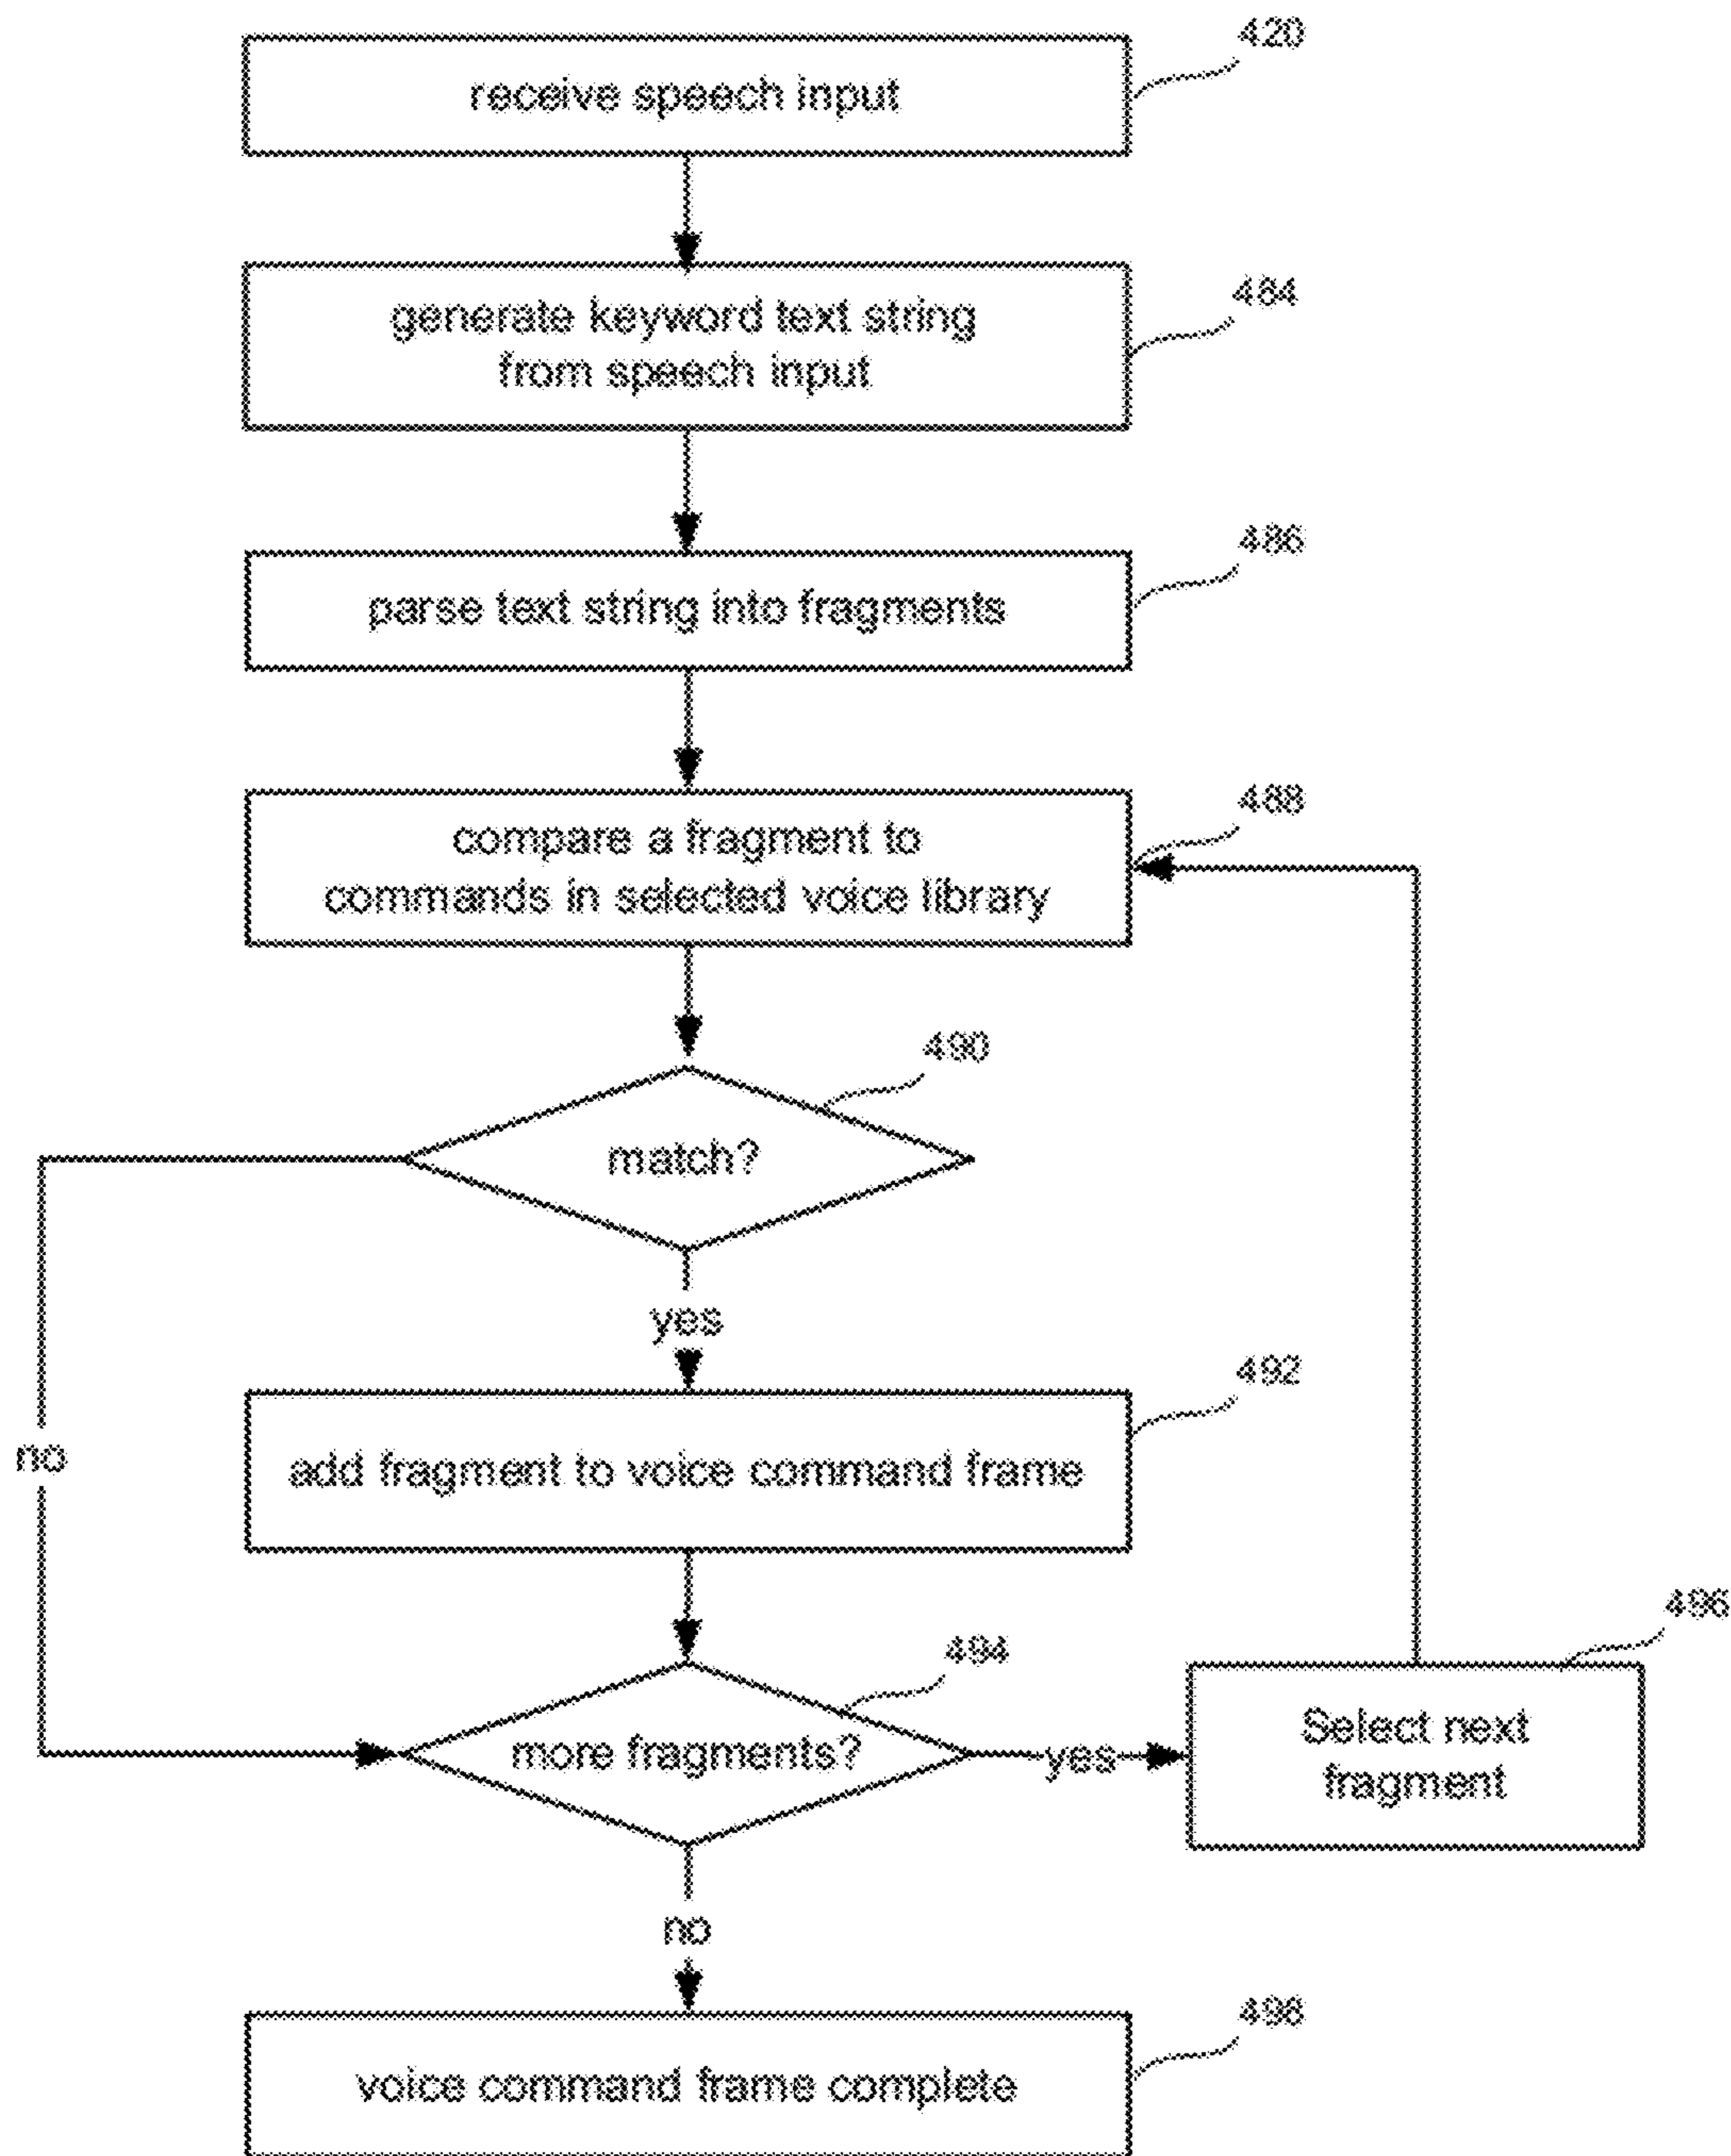 420
receive speech input
484
generate keyword text string
from speech input
486
parse text string into fragments
488
compare a fragment to
commands in selected voice library
490
match?
yes
no
492
add fragment to voice command frame
494
496
more fragments?
yes
Select next
fragment
no
498
voice command frame complete